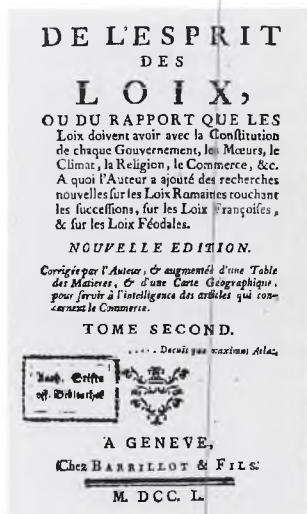 DE L'ESPRIT
DES
LOIX,
OU DU RAPPORT QUE LES
Loix doivent avoir avec la Constitution
de chaque Gouvernement, les Mœurs, le
Climat, la Religion, le Commerce, &c.
A quoi l'Auteur a ajouté des recherches
nouvelles sur les Loix Romaines touchant
les successions, sur les Loix Françoises,
& sur les Loix Féodales.
NOUVELLE EDITION.
Corrigée par l'Auteur, & augmentée d'une Table
des Matieres, & d'une Carte Géographique,
pour servir à l'intelligence des articles qui con-
cernent le Commerce.
TOME SECOND.
..... Docuit quæ maximus Atlas,
A GENEVE,
Chez BARRILLOT & FILS.
M. DCC. L.